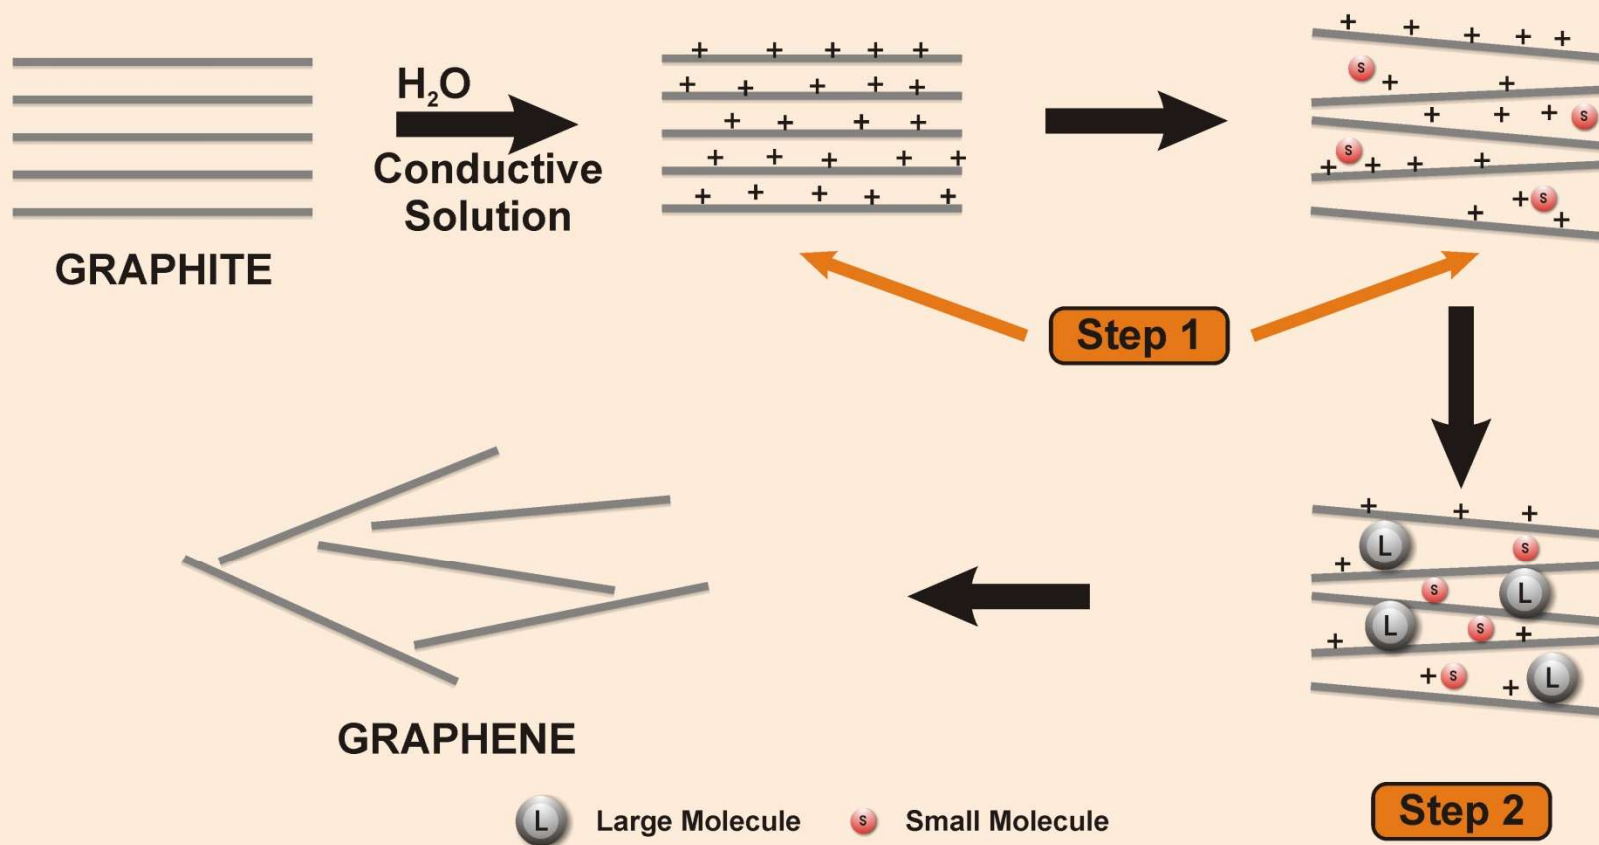 H₂O
Conductive
Solution
GRAPHITE
+ + + + +
+ + + + +
+ + + +
+ + + + +
+ + + + +
+ + + + +
S + +
+ + + S
S + + + +
+ S + +
Step 1
+ + +
L S +
S L
L S + +
+ S + L
GRAPHENE
L Large Molecule S Small Molecule
Step 2